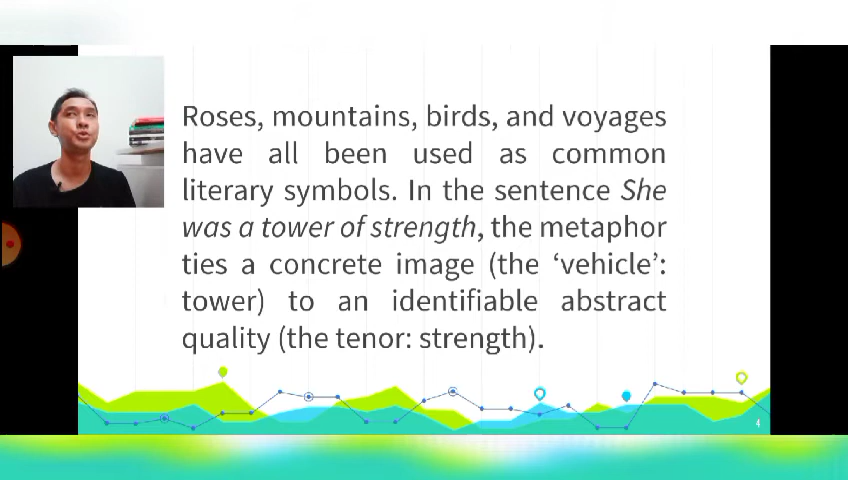 Roses, mountains, birds, and voyages
have all been used as common
literary symbols. In the sentence She
was a tower of strength, the metaphor
ties a concrete image (the ‘vehicle’:
tower) to an identifiable abstract
quality (the tenor: strength).
4